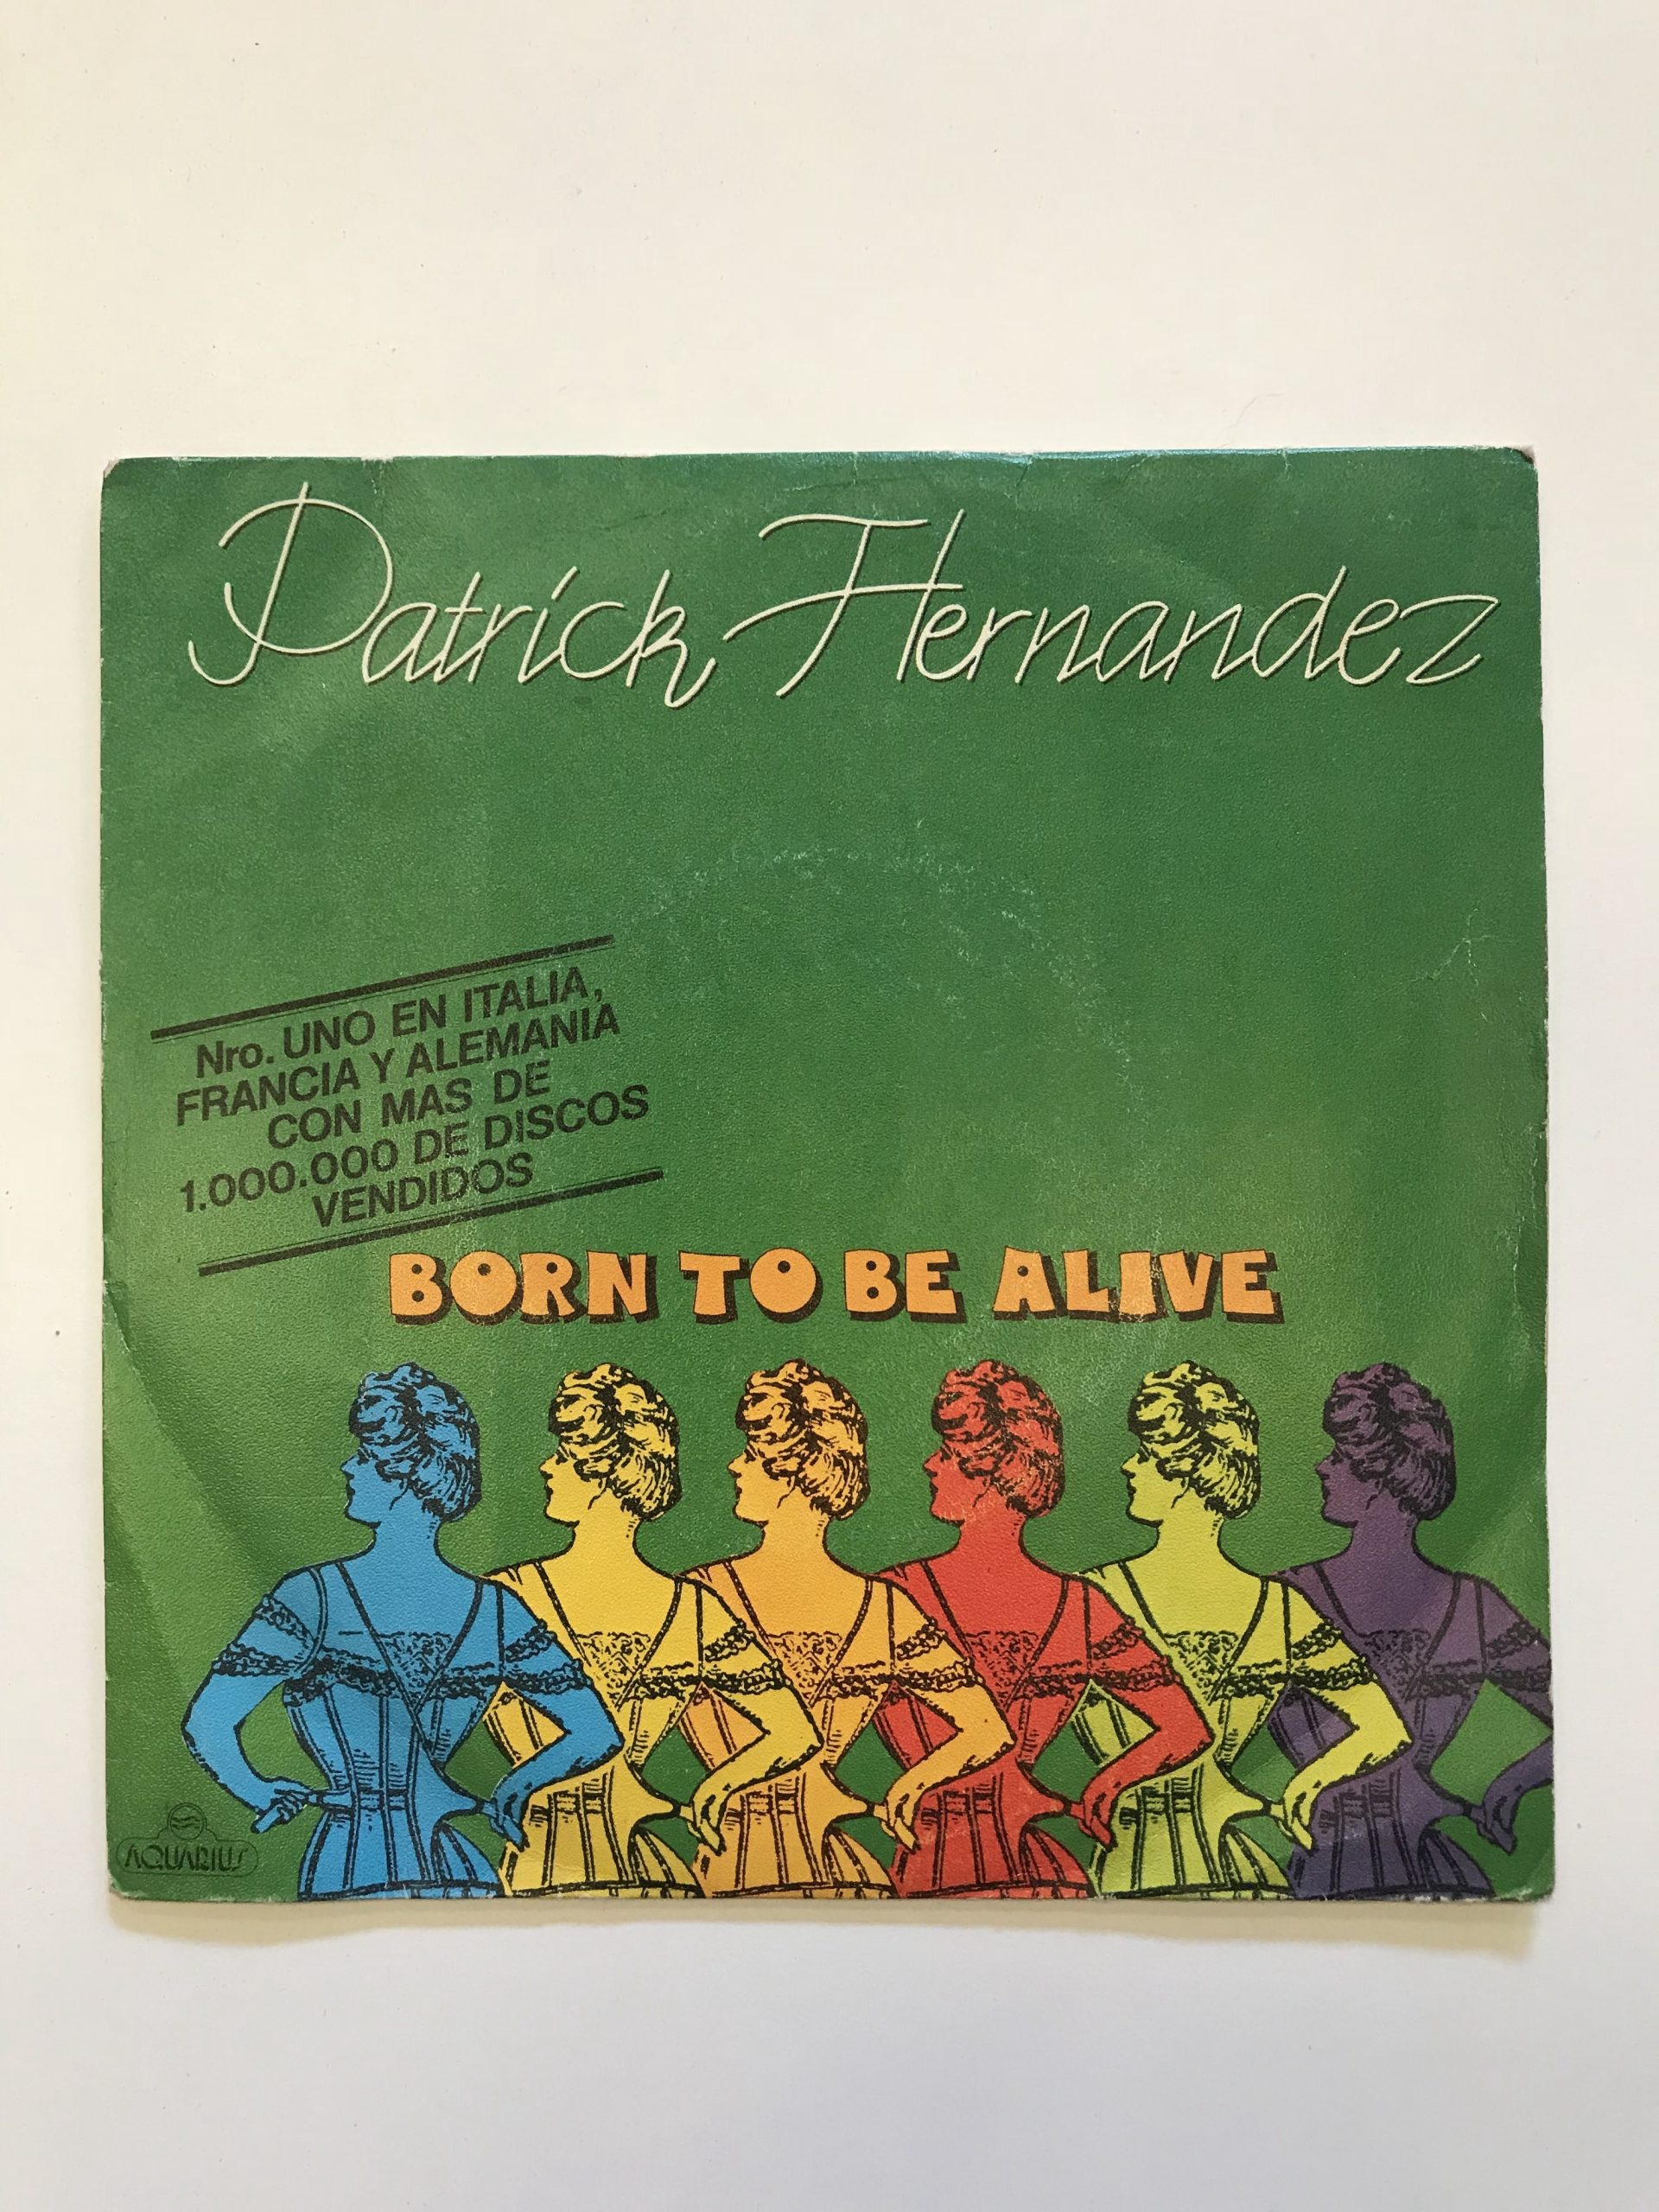 Patrick Hernandez
Nro. UNO EN ITALIA,
FRANCIA Y ALEMANIA
CON MAS DE
1.000.000 DE DISCOS
VENDIDOS
BORN TO BE ALIVE
AQUARIUS